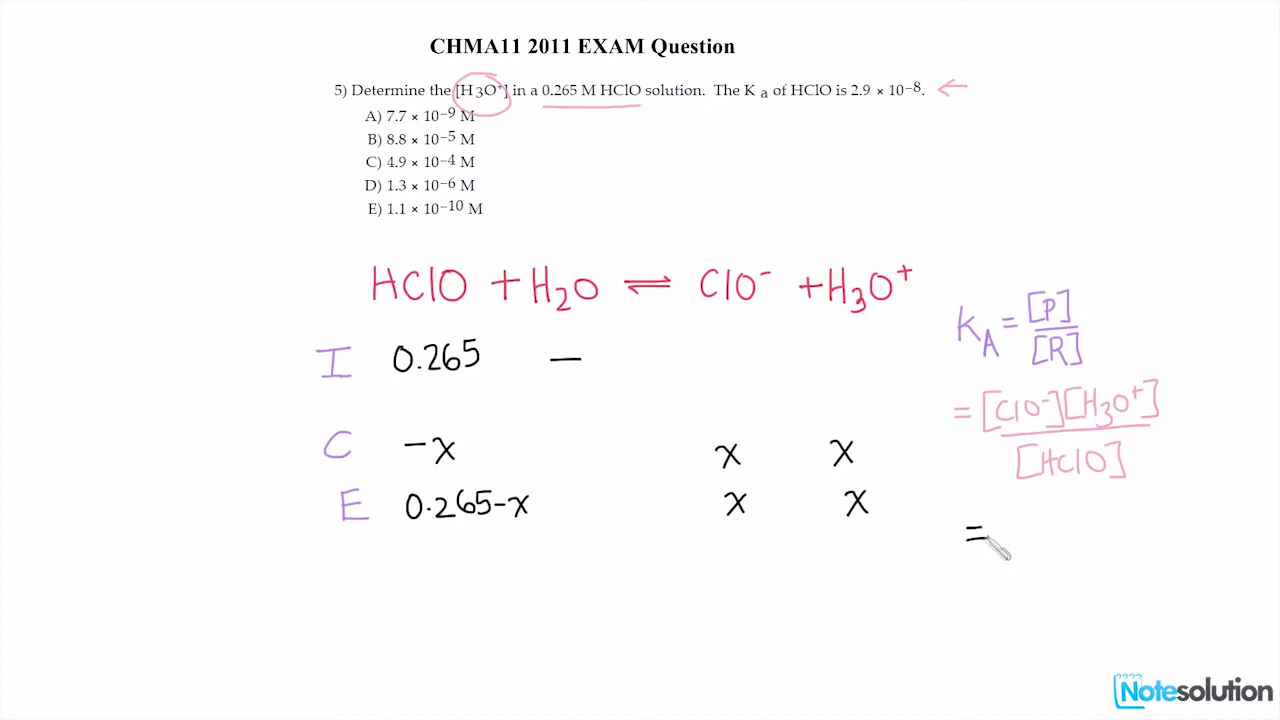 CHMA11 2011 EXAM Question
5) Determine the [H3O⁺] in a 0.265 M HClO solution. The K a of HClO is 2.9 × 10⁻⁸. ←
A) 7.7 × 10⁻⁹ M
B) 8.8 × 10⁻⁵ M
C) 4.9 × 10⁻⁴ M
D) 1.3 × 10⁻⁶ M
E) 1.1 × 10⁻¹⁰ M
HClO + H₂O ⇌ ClO⁻ + H₃O⁺
I 0.265 —
C -x x x
E 0.265-x x x
K_A = [P] / [R]
= [ClO⁻][H₃O⁺] / [HClO]
=
Notesolution